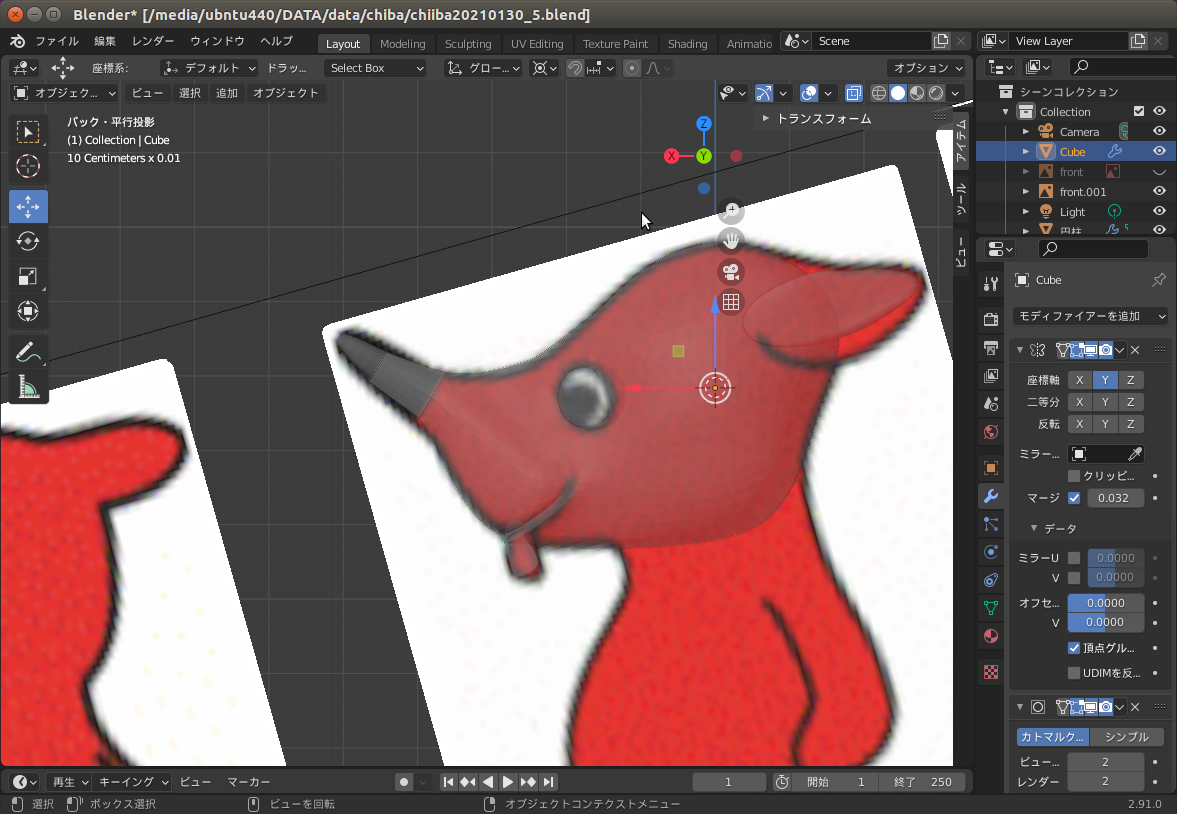 Blender* [/media/ubntu440/DATA/data/chiba/chiiba20210130_5.blend]
ファイル 編集 レンダー ウィンドウ ヘルプ Layout Modeling Sculpting UV Editing Texture Paint Shading Animatio Scene View Layer
座標系: デフォルト ドラッ... Select Box グロー... オプション
オブジェク... ビュー 選択 追加 オブジェクト
シーンコレクション
バック・平行投影
(1) Collection | Cube
10 Centimeters x 0.01
トランスフォーム
アイテム
ツール
ビュー
Z
X
Y
Collection
Camera
Cube
front
front.001
Light
円柱
5
Cube
モディファイアーを追加
座標軸 X Y Z
二等分 X Y Z
反転 X Y Z
ミラー...
クリッピ...
マージ 0.032
データ
ミラーU 0.0000
V 0.0000
オフセ... 0.0000
V 0.0000
頂点グル...
UDIMを反...
カトマルク... シンプル
ビュー... 2
レンダー 2
再生 キーイング ビュー マーカー 1 開始 1 終了 250
選択 ボックス選択 ビューを回転 オブジェクトコンテクストメニュー 2.91.0